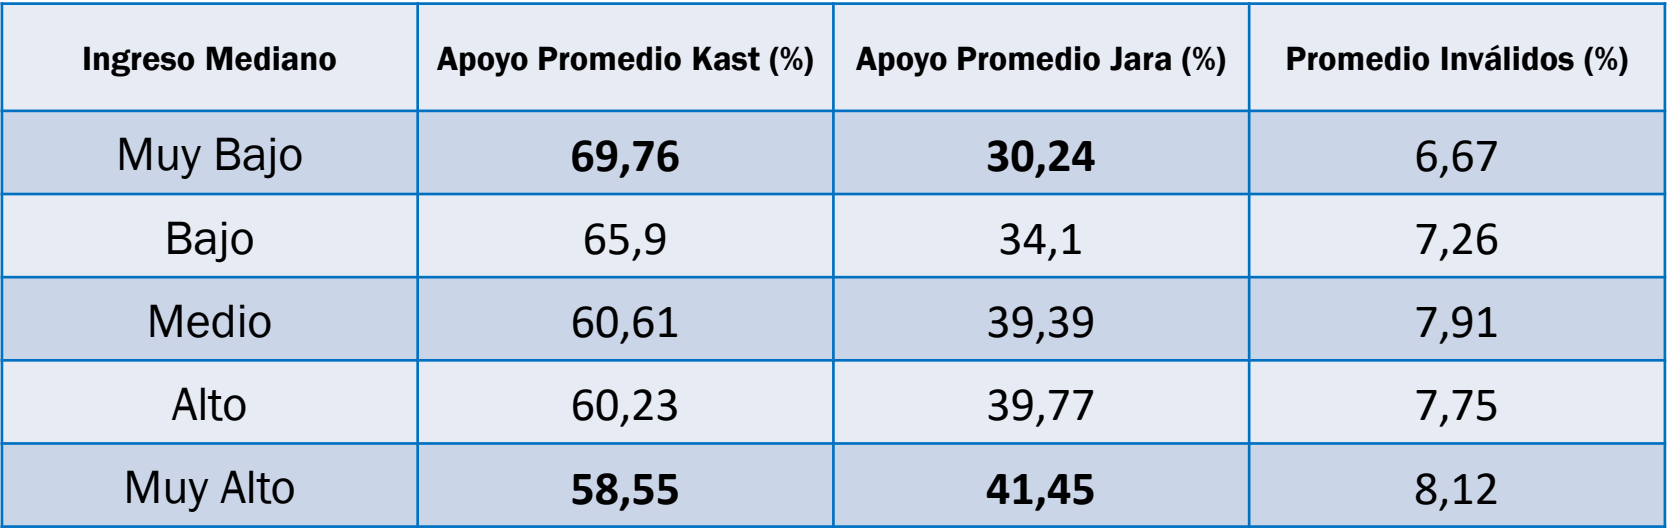 Ingreso Mediano Apoyo Promedio Kast (%) Apoyo Promedio Jara (%) Promedio Inválidos (%)
Muy Bajo 69,76 30,24 6,67
Bajo 65,9 34,1 7,26
Medio 60,61 39,39 7,91
Alto 60,23 39,77 7,75
Muy Alto 58,55 41,45 8,12